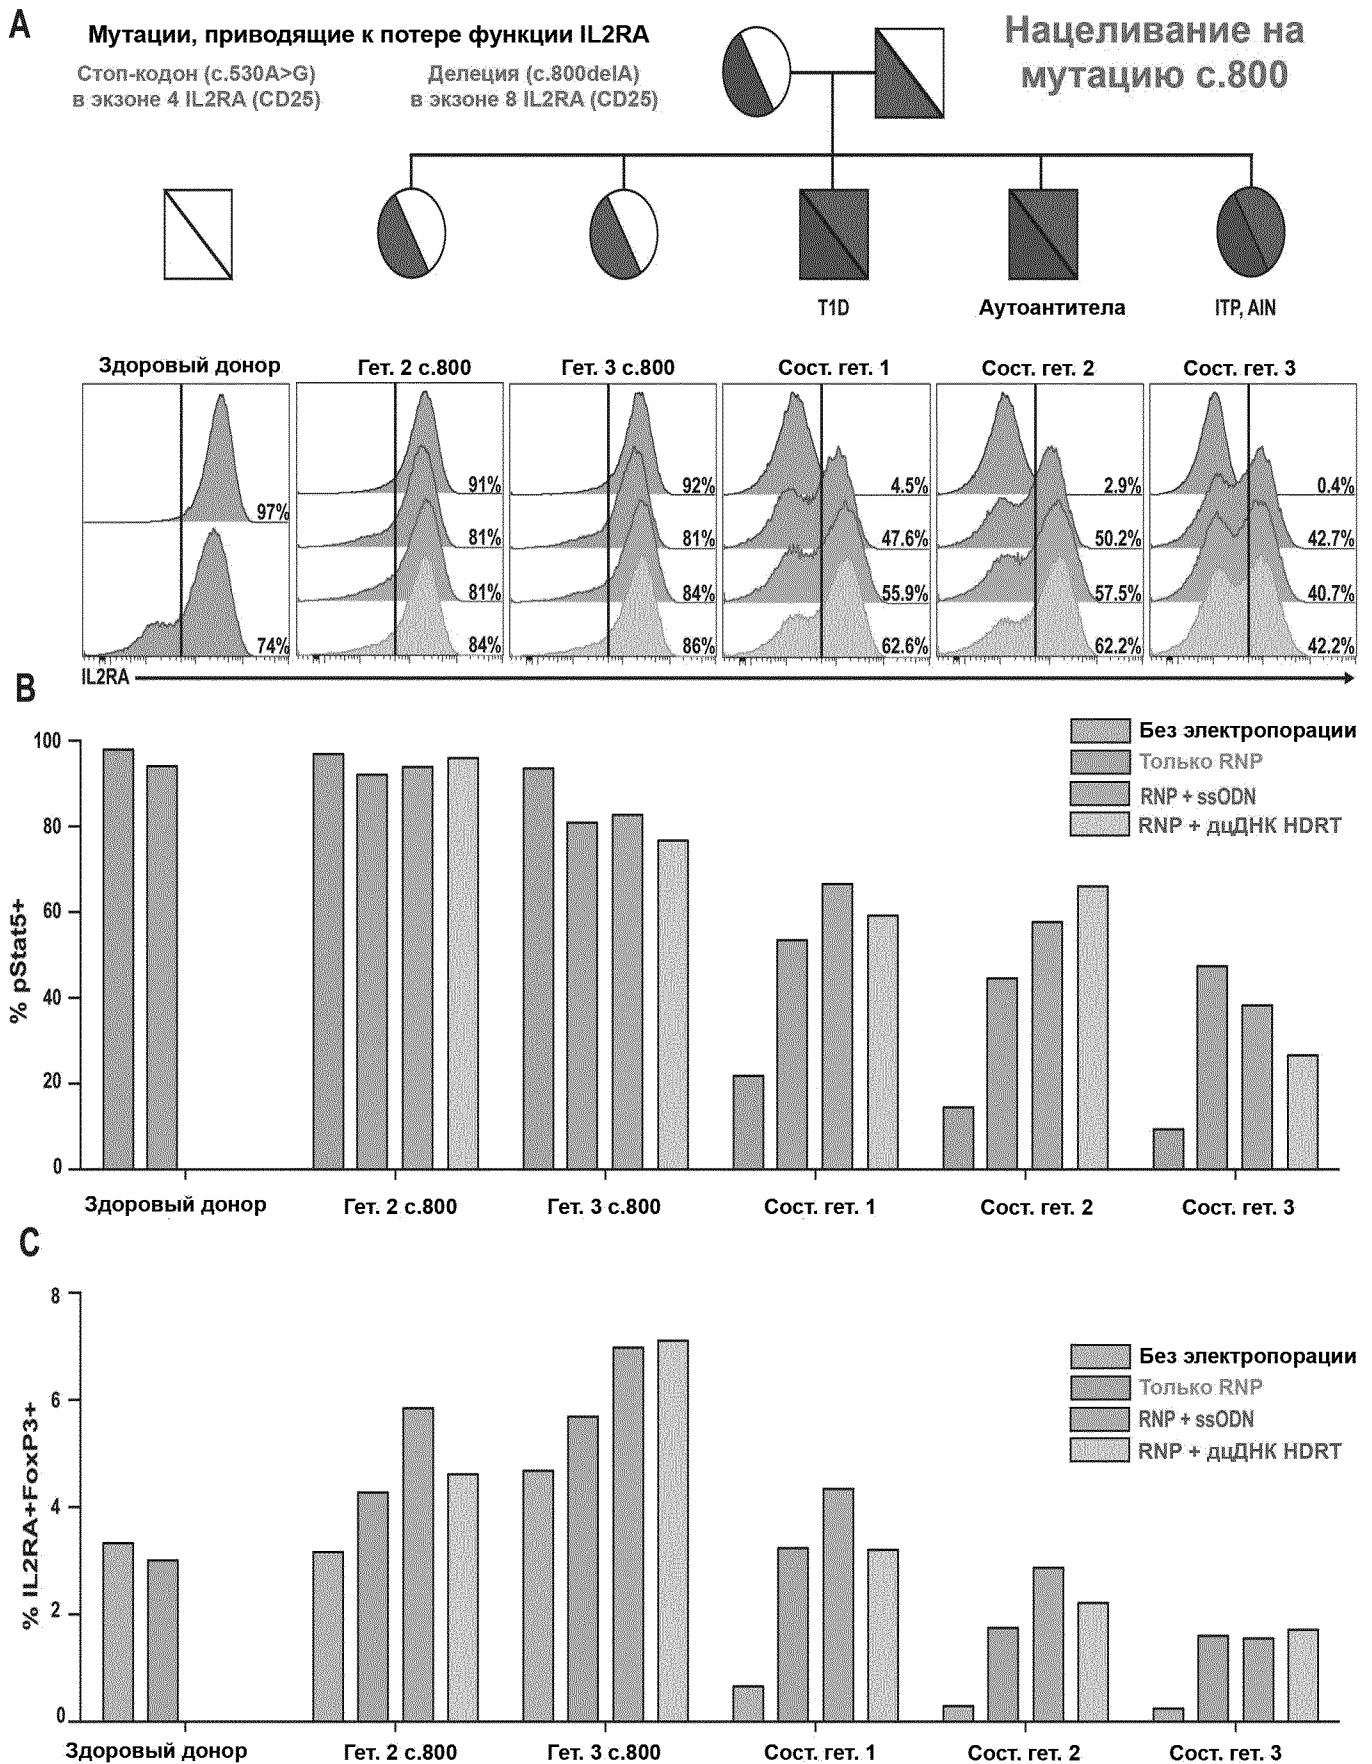 A
Мутации, приводящие к потере функции IL2RA
Стоп-кодон (c.530A>G)
в экзоне 4 IL2RA (CD25)
Делеция (c.800delA)
в экзоне 8 IL2RA (CD25)
Нацеливание на
мутацию c.800
T1D
Аутоантитела
ITP, AIN
Здоровый донор
Гет. 2 c.800
Гет. 3 c.800
Сост. гет. 1
Сост. гет. 2
Сост. гет. 3
97%
74%
91%
81%
81%
84%
92%
81%
84%
86%
4.5%
47.6%
55.9%
62.6%
2.9%
50.2%
57.5%
62.2%
0.4%
42.7%
40.7%
42.2%
IL2RA
B
% pStat5+
100
80
60
40
20
0
Без электропорации
Только RNP
RNP + ssODN
RNP + дцДНК HDRT
Здоровый донор
Гет. 2 c.800
Гет. 3 c.800
Сост. гет. 1
Сост. гет. 2
Сост. гет. 3
C
% IL2RA+FoxP3+
8
6
4
2
0
Без электропорации
Только RNP
RNP + ssODN
RNP + дцДНК HDRT
Здоровый донор
Гет. 2 c.800
Гет. 3 c.800
Сост. гет. 1
Сост. гет. 2
Сост. гет. 3